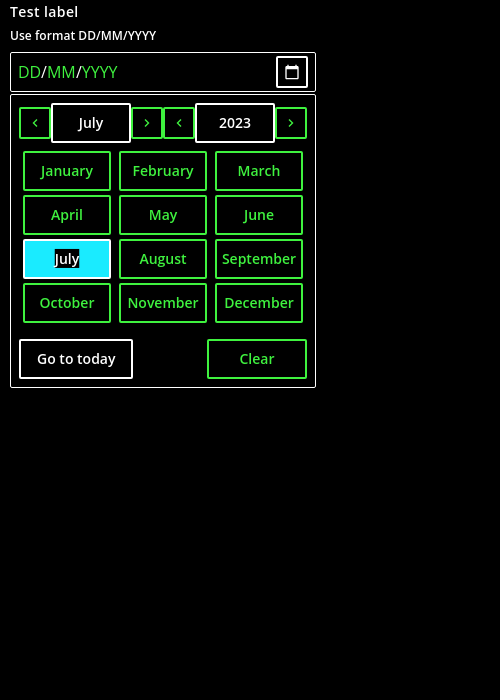 Test label
Use format DD/MM/YYYY
DD/MM/YYYY
July 2023
January February March
April May June
July August September
October November December
Go to today Clear